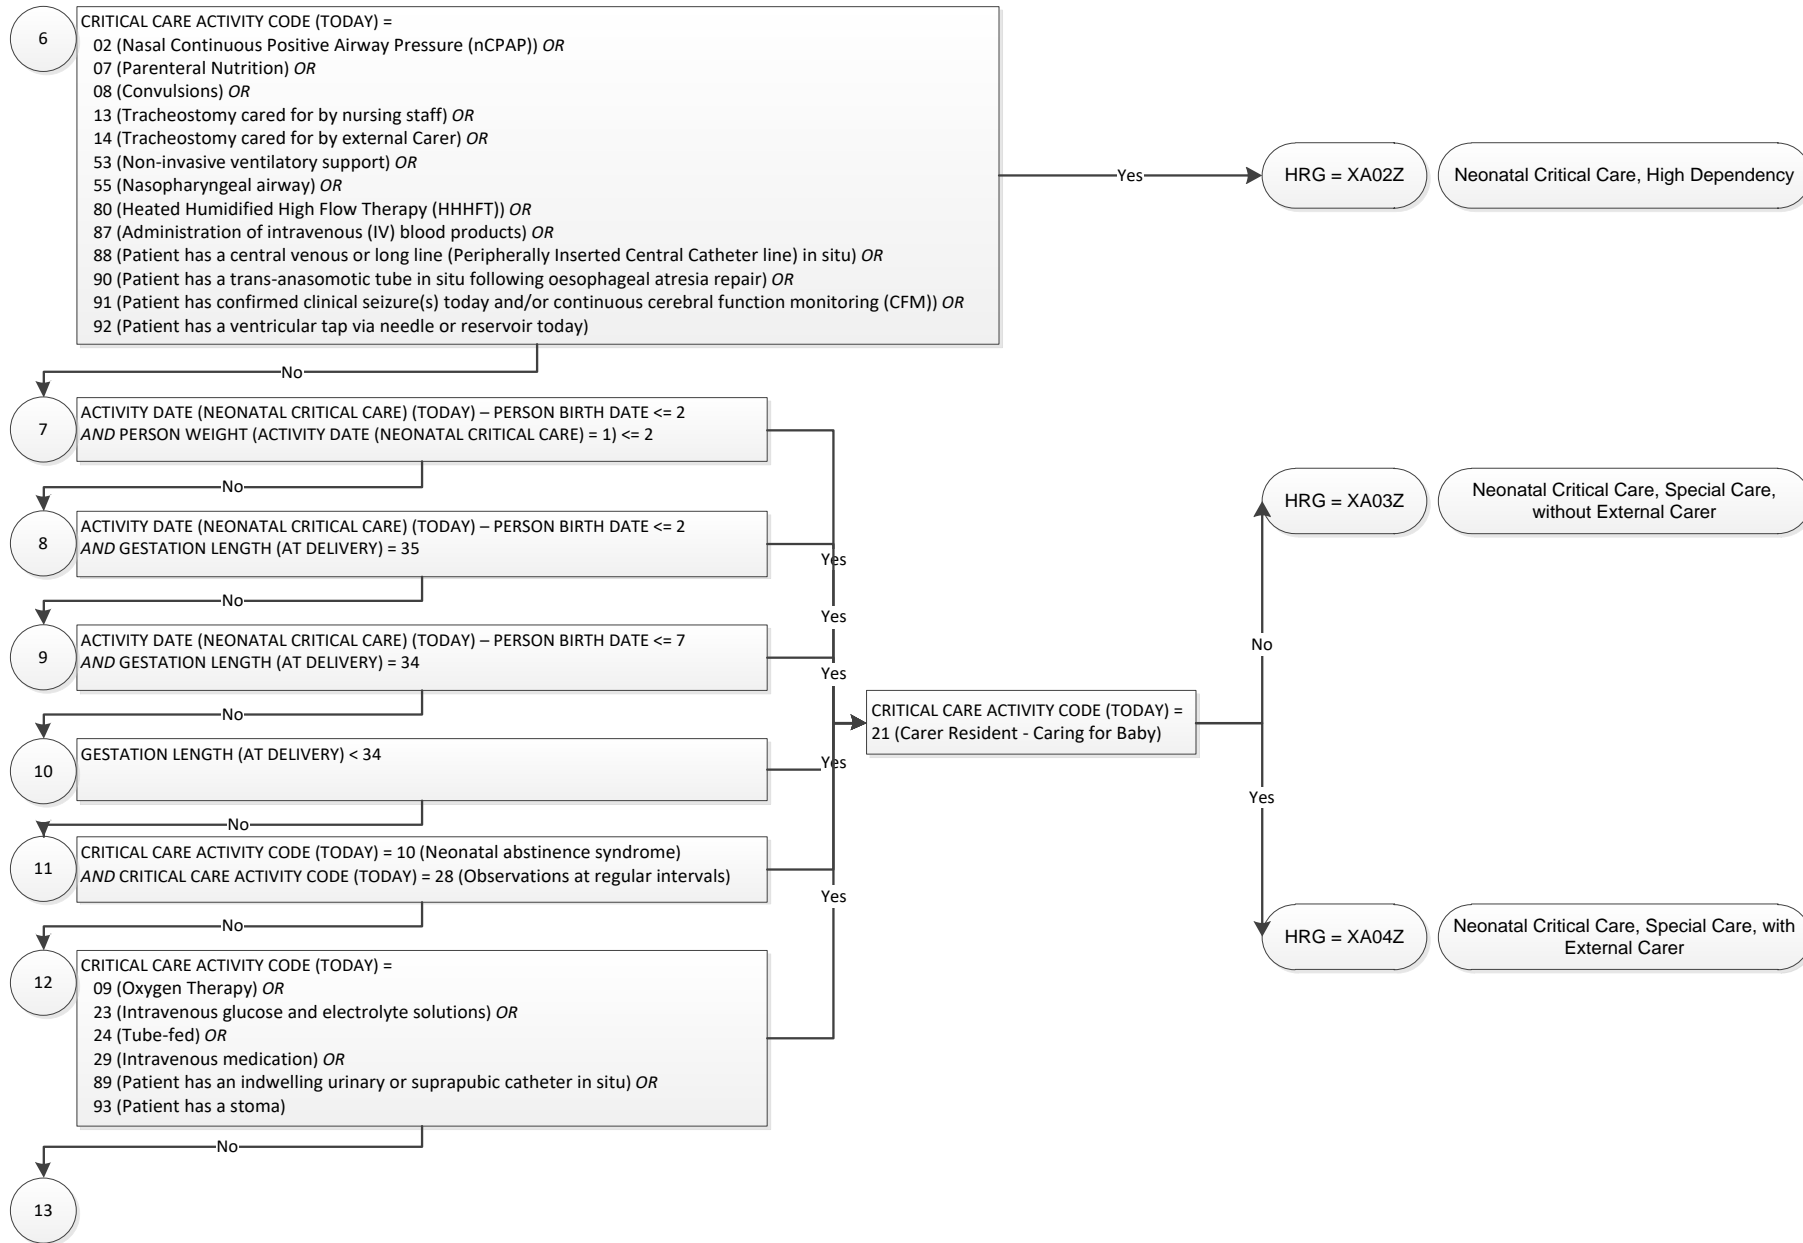 6
CRITICAL CARE ACTIVITY CODE (TODAY) =
02 (Nasal Continuous Positive Airway Pressure (nCPAP)) OR
07 (Parenteral Nutrition) OR
08 (Convulsions) OR
13 (Tracheostomy cared for by nursing staff) OR
14 (Tracheostomy cared for by external Carer) OR
53 (Non-invasive ventilatory support) OR
55 (Nasopharyngeal airway) OR
80 (Heated Humidified High Flow Therapy (HHHFT)) OR
87 (Administration of intravenous (IV) blood products) OR
88 (Patient has a central venous or long line (Peripherally Inserted Central Catheter line) in situ) OR
90 (Patient has a trans-anasomotic tube in situ following oesophageal atresia repair) OR
91 (Patient has confirmed clinical seizure(s) today and/or continuous cerebral function monitoring (CFM)) OR
92 (Patient has a ventricular tap via needle or reservoir today)
Yes
HRG = XA02Z
Neonatal Critical Care, High Dependency
No
7
ACTIVITY DATE (NEONATAL CRITICAL CARE) (TODAY) – PERSON BIRTH DATE <= 2
AND PERSON WEIGHT (ACTIVITY DATE (NEONATAL CRITICAL CARE) = 1) <= 2
No
8
ACTIVITY DATE (NEONATAL CRITICAL CARE) (TODAY) – PERSON BIRTH DATE <= 2
AND GESTATION LENGTH (AT DELIVERY) = 35
Yes
No
9
ACTIVITY DATE (NEONATAL CRITICAL CARE) (TODAY) – PERSON BIRTH DATE <= 7
AND GESTATION LENGTH (AT DELIVERY) = 34
Yes
Yes
No
10
GESTATION LENGTH (AT DELIVERY) < 34
Yes
No
11
CRITICAL CARE ACTIVITY CODE (TODAY) = 10 (Neonatal abstinence syndrome)
AND CRITICAL CARE ACTIVITY CODE (TODAY) = 28 (Observations at regular intervals)
Yes
No
12
CRITICAL CARE ACTIVITY CODE (TODAY) =
09 (Oxygen Therapy) OR
23 (Intravenous glucose and electrolyte solutions) OR
24 (Tube-fed) OR
29 (Intravenous medication) OR
89 (Patient has an indwelling urinary or suprapubic catheter in situ) OR
93 (Patient has a stoma)
No
13
CRITICAL CARE ACTIVITY CODE (TODAY) =
21 (Carer Resident - Caring for Baby)
No
HRG = XA03Z
Neonatal Critical Care, Special Care,
without External Carer
Yes
HRG = XA04Z
Neonatal Critical Care, Special Care, with
External Carer